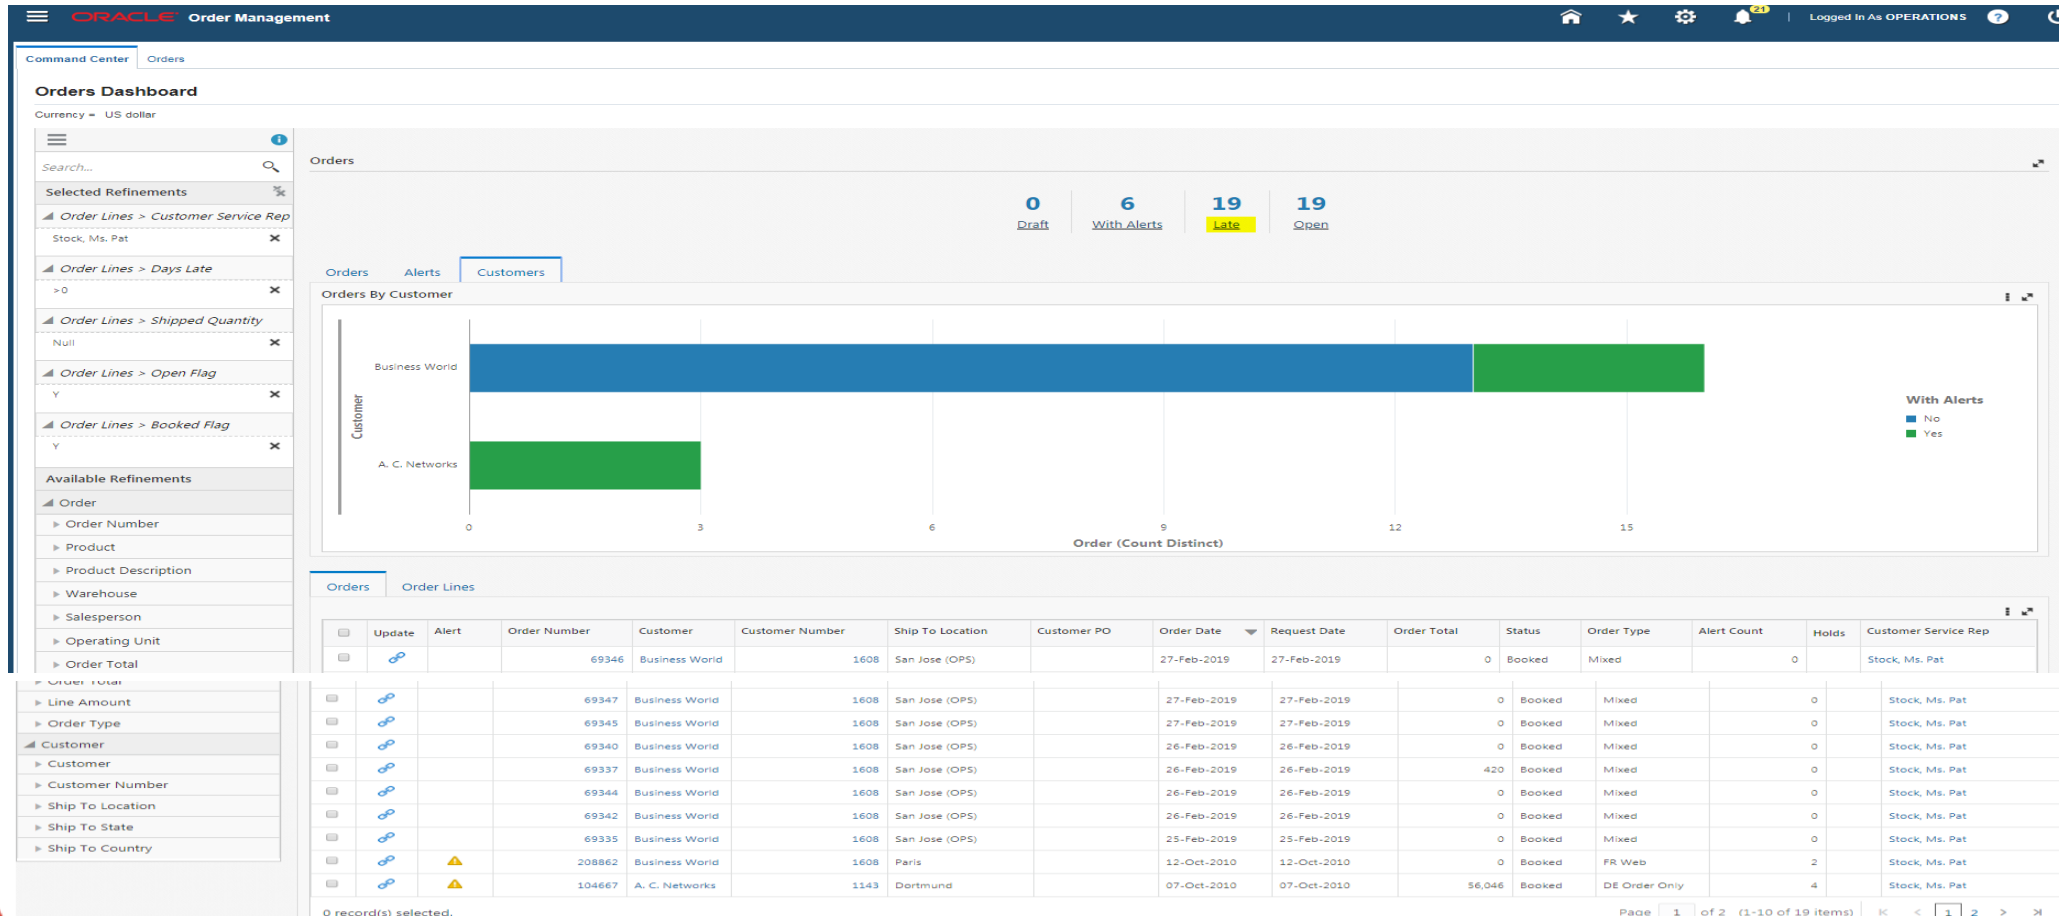 ORACLE Order Management
21
Logged In As OPERATIONS
?
Command Center Orders
Orders Dashboard
Currency = US dollar
Search...
Selected Refinements
Order Lines > Customer Service Rep
Stock, Ms. Pat
Order Lines > Days Late
>0
Order Lines > Shipped Quantity
Null
Order Lines > Open Flag
Y
Order Lines > Booked Flag
Y
Available Refinements
Order
Order Number
Product
Product Description
Warehouse
Salesperson
Operating Unit
Order Total
Order Total
Line Amount
Order Type
Customer
Customer
Customer Number
Ship To Location
Ship To State
Ship To Country
Orders
0 6 19 19
Draft With Alerts Late Open
Orders Alerts Customers
Orders By Customer
Customer
Business World
A. C. Networks
0 3 6 9 12 15
Order (Count Distinct)
With Alerts
No
Yes
Orders Order Lines
Update Alert Order Number Customer Customer Number Ship To Location Customer PO Order Date Request Date Order Total Status Order Type Alert Count Holds Customer Service Rep
69346 Business World 1608 San Jose (OPS) 27-Feb-2019 27-Feb-2019 0 Booked Mixed 0 Stock, Ms. Pat
69347 Business World 1608 San Jose (OPS) 27-Feb-2019 27-Feb-2019 0 Booked Mixed 0 Stock, Ms. Pat
69345 Business World 1608 San Jose (OPS) 27-Feb-2019 27-Feb-2019 0 Booked Mixed 0 Stock, Ms. Pat
69340 Business World 1608 San Jose (OPS) 26-Feb-2019 26-Feb-2019 0 Booked Mixed 0 Stock, Ms. Pat
69337 Business World 1608 San Jose (OPS) 26-Feb-2019 26-Feb-2019 420 Booked Mixed 0 Stock, Ms. Pat
69344 Business World 1608 San Jose (OPS) 26-Feb-2019 26-Feb-2019 0 Booked Mixed 0 Stock, Ms. Pat
69342 Business World 1608 San Jose (OPS) 26-Feb-2019 26-Feb-2019 0 Booked Mixed 0 Stock, Ms. Pat
69335 Business World 1608 San Jose (OPS) 25-Feb-2019 25-Feb-2019 0 Booked Mixed 0 Stock, Ms. Pat
208862 Business World 1608 Paris 12-Oct-2010 12-Oct-2010 0 Booked FR Web 2 Stock, Ms. Pat
104667 A. C. Networks 1143 Dortmund 07-Oct-2010 07-Oct-2010 56,046 Booked DE Order Only 4 Stock, Ms. Pat
0 record(s) selected.
Page 1 of 2 (1-10 of 19 items) 1 2